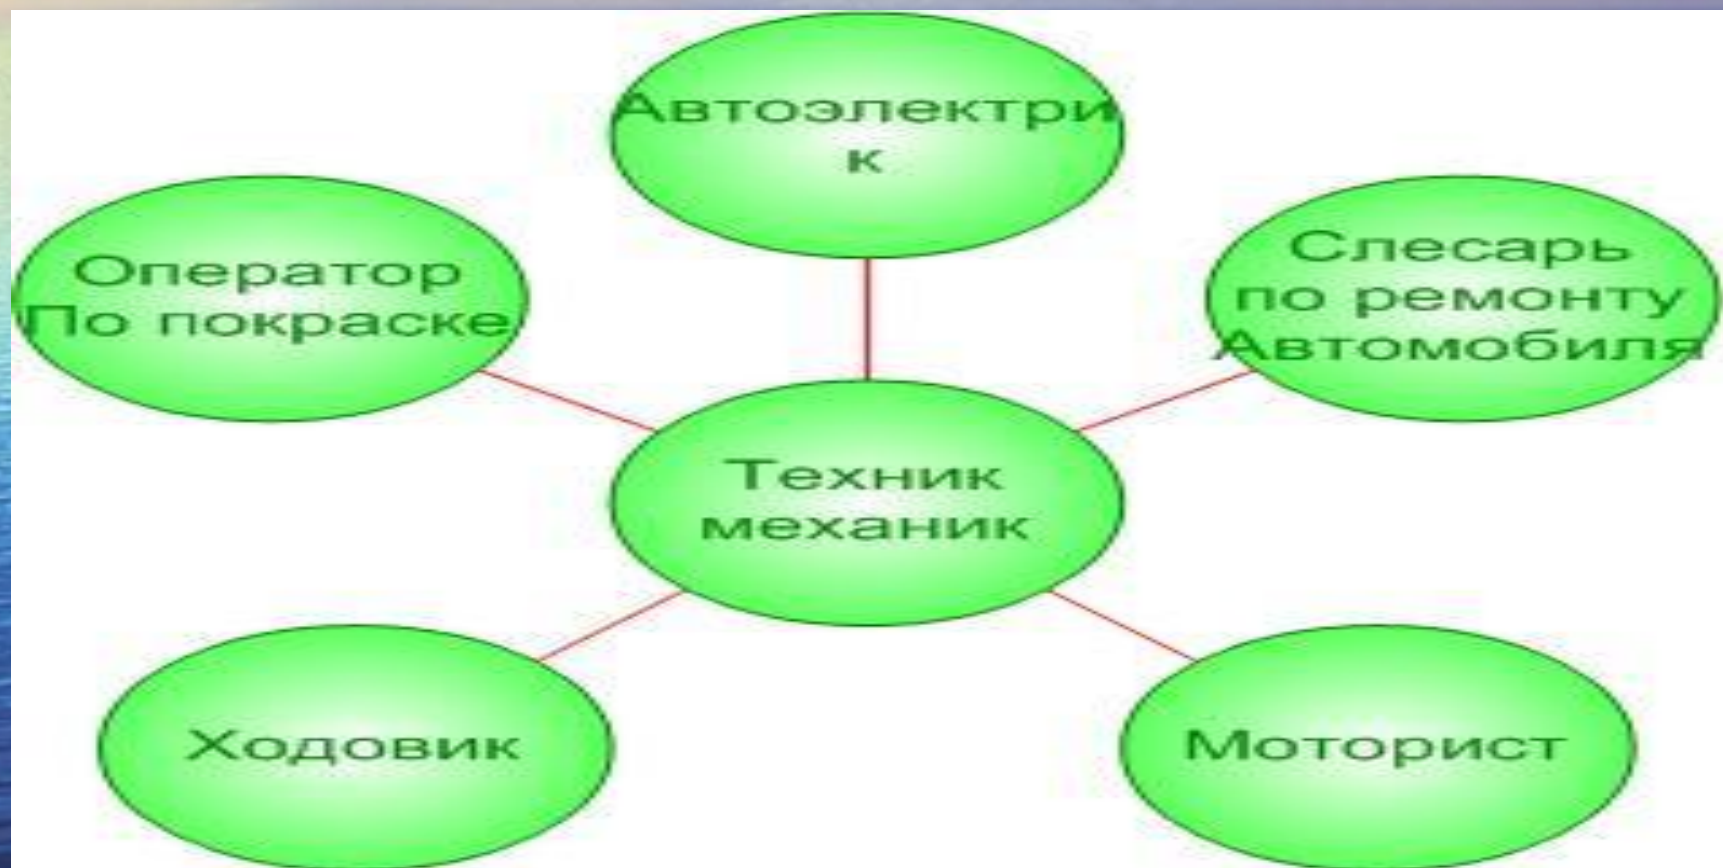 Автоэлектри
к
Оператор
По покраске
Слесарь
по ремонту
Автомобиля
Техник
механик
Ходовик
Моторист